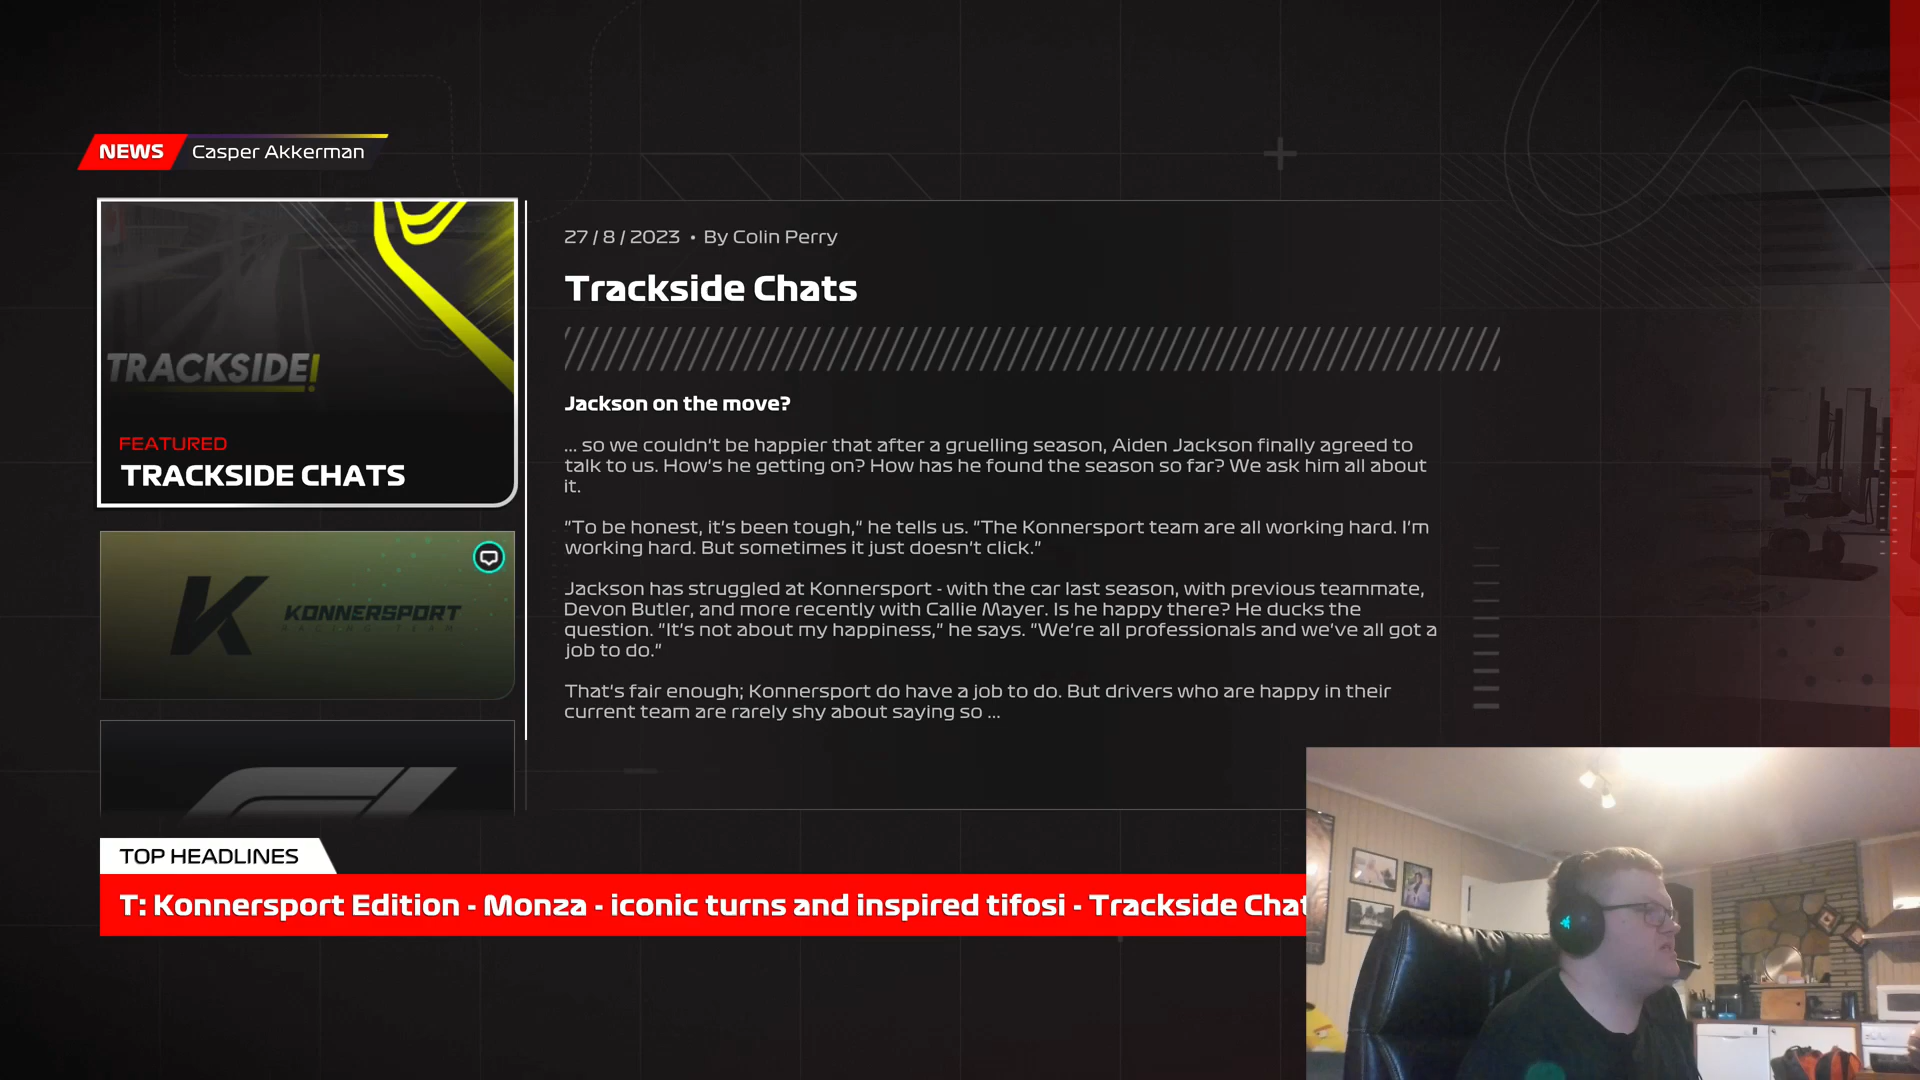 NEWS Casper Akkerman
TRACKSIDE!
FEATURED
TRACKSIDE CHATS
K KONNERSPORT
RACING TEAM
27 / 8 / 2023 • By Colin Perry
Trackside Chats
Jackson on the move?
... so we couldn't be happier that after a gruelling season, Aiden Jackson finally agreed to
talk to us. How's he getting on? How has he found the season so far? We ask him all about
it.
"To be honest, it's been tough," he tells us. "The Konnersport team are all working hard. I'm
working hard. But sometimes it just doesn't click."
Jackson has struggled at Konnersport - with the car last season, with previous teammate,
Devon Butler, and more recently with Callie Mayer. Is he happy there? He ducks the
question. "It's not about my happiness," he says. "We're all professionals and we've all got a
job to do."
That's fair enough; Konnersport do have a job to do. But drivers who are happy in their
current team are rarely shy about saying so ...
TOP HEADLINES
T: Konnersport Edition - Monza - iconic turns and inspired tifosi - Trackside Chat